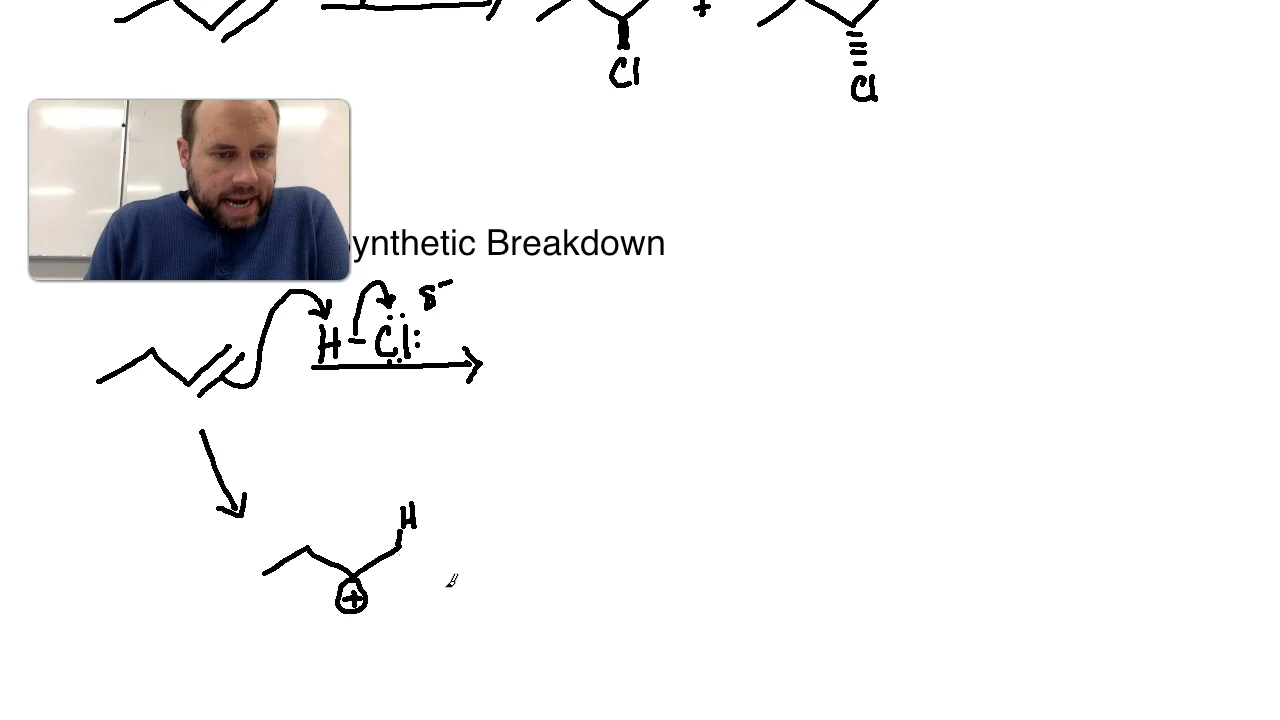 +
Cl
Cl
ynthetic Breakdown
δ-
H-Cl:
H
+